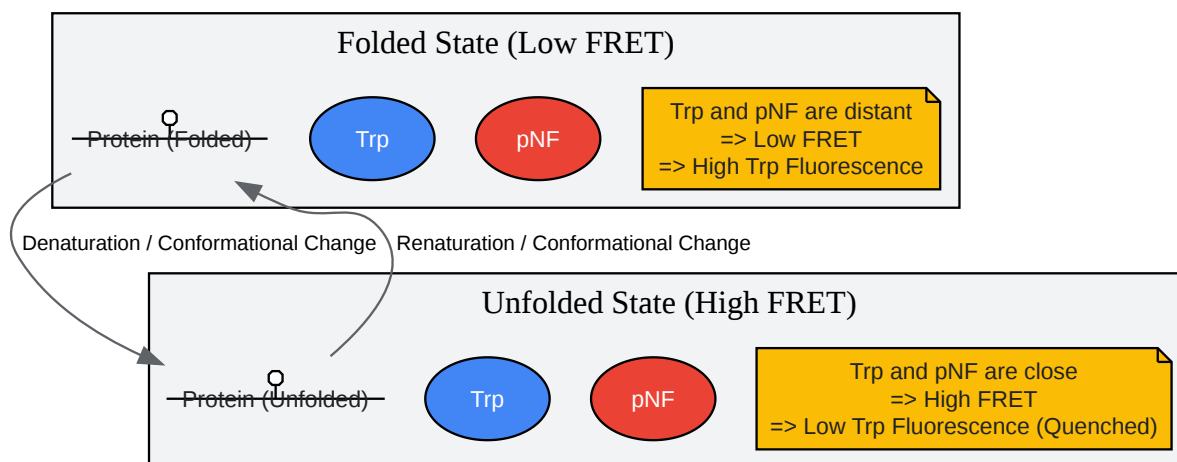 Folded State (Low FRET)
Protein (Folded)
Trp
pNF
Trp and pNF are distant
=> Low FRET
=> High Trp Fluorescence
Denaturation / Conformational Change
Renaturation / Conformational Change
Unfolded State (High FRET)
Protein (Unfolded)
Trp
pNF
Trp and pNF are close
=> High FRET
=> Low Trp Fluorescence (Quenched)